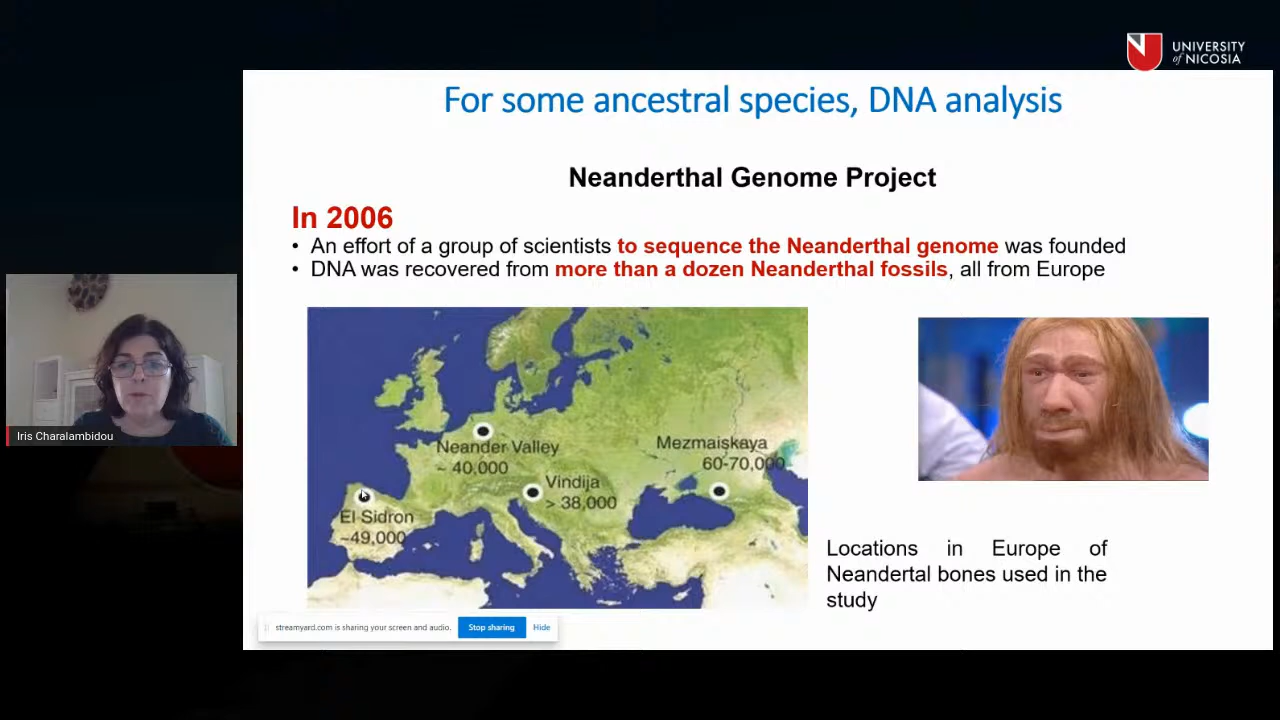 UNIVERSITY
of NICOSIA
For some ancestral species, DNA analysis
Neanderthal Genome Project
In 2006
• An effort of a group of scientists to sequence the Neanderthal genome was founded
• DNA was recovered from more than a dozen Neanderthal fossils, all from Europe
Neander Valley
~ 40,000
Mezmaiskaya
60-70,000
Vindija
> 38,000
El Sidron
~49,000
Locations in Europe of
Neandertal bones used in the
study
Iris Charalambidou
streamyard.com is sharing your screen and audio. Stop sharing Hide